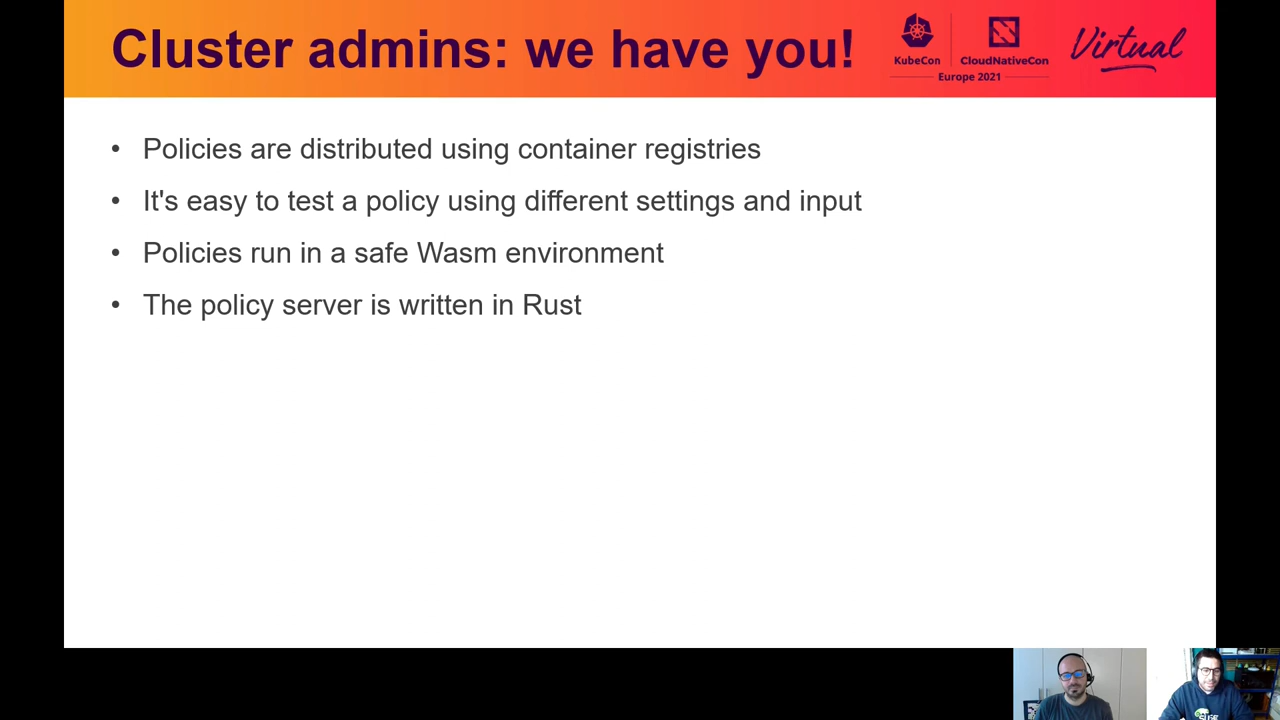 Cluster admins: we have you!
KubeCon
CloudNativeCon
Europe 2021
Virtual
• Policies are distributed using container registries
• It's easy to test a policy using different settings and input
• Policies run in a safe Wasm environment
• The policy server is written in Rust